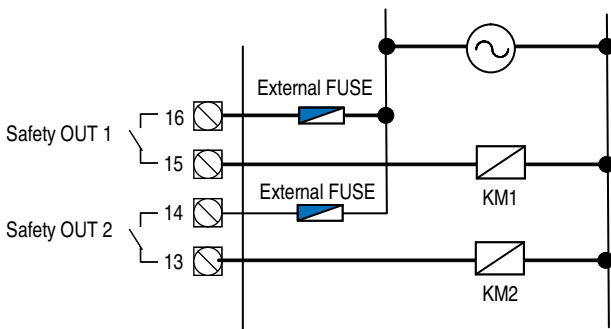 External FUSE
16
Safety OUT 1
15
External FUSE
KM1
14
Safety OUT 2
13
KM2